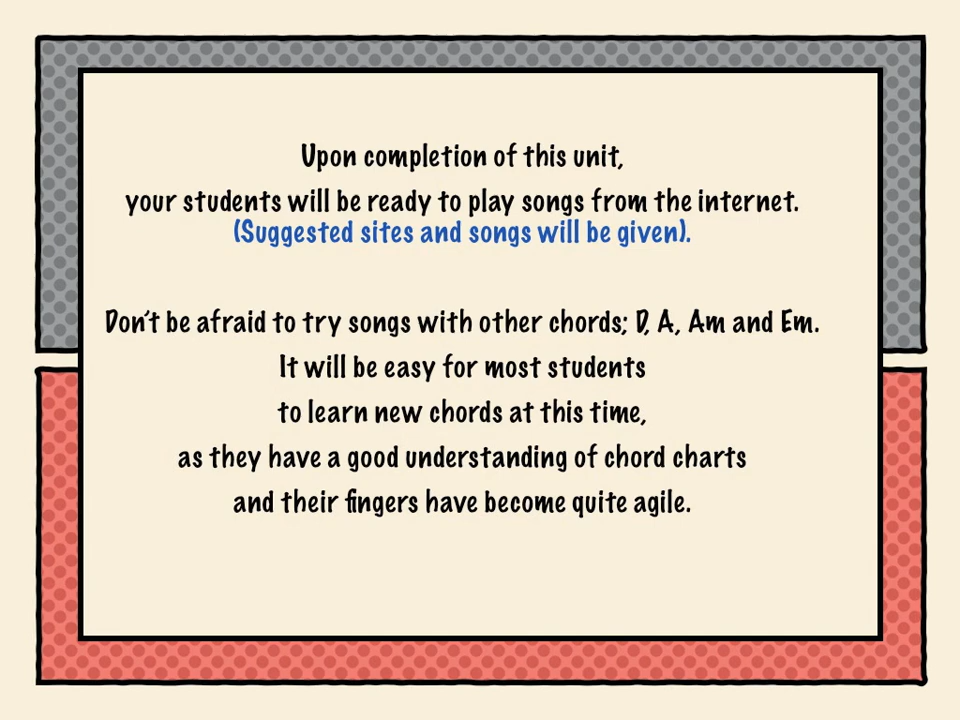 Upon completion of this unit,
your students will be ready to play songs from the internet.
(Suggested sites and songs will be given).
Don't be afraid to try songs with other chords; D, A, Am and Em.
It will be easy for most students
to learn new chords at this time,
as they have a good understanding of chord charts
and their fingers have become quite agile.